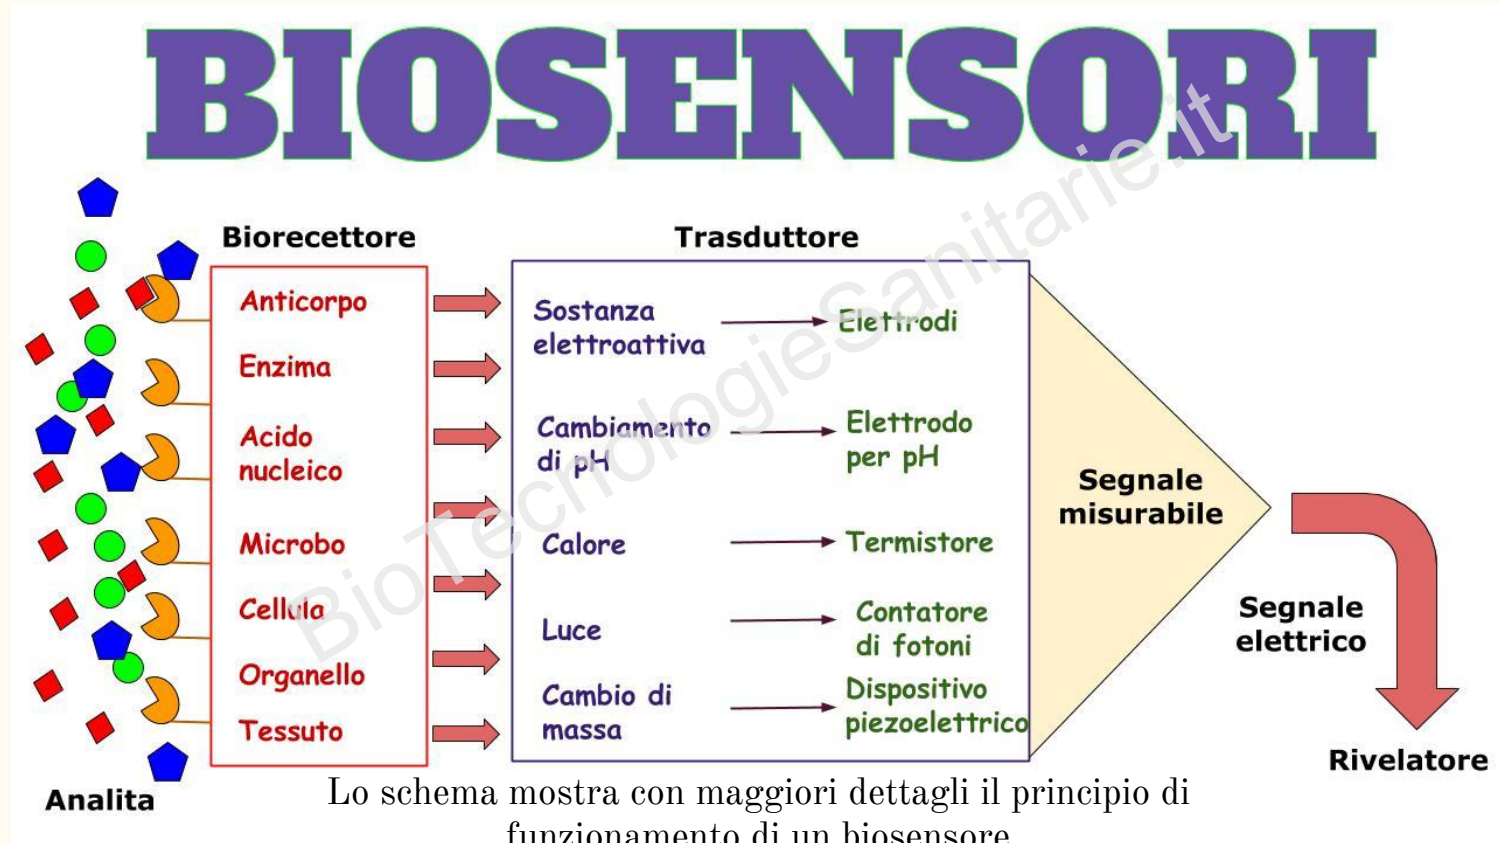 BIOSENSORI
Biorecettore
Trasduttore
Anticorpo
Enzima
Acido
nucleico
Microbo
Cellula
Organello
Tessuto
Sostanza
elettroattiva
Elettrodi
Cambiamento
di pH
Elettrodo
per pH
Calore
Termistore
Luce
Contatore
di fotoni
Cambio di
massa
Dispositivo
piezoelettrico
Segnale
misurabile
Segnale
elettrico
Rivelatore
Analita
Lo schema mostra con maggiori dettagli il principio di
funzionamento di un biosensore
BioTecnologieSanitarie.it